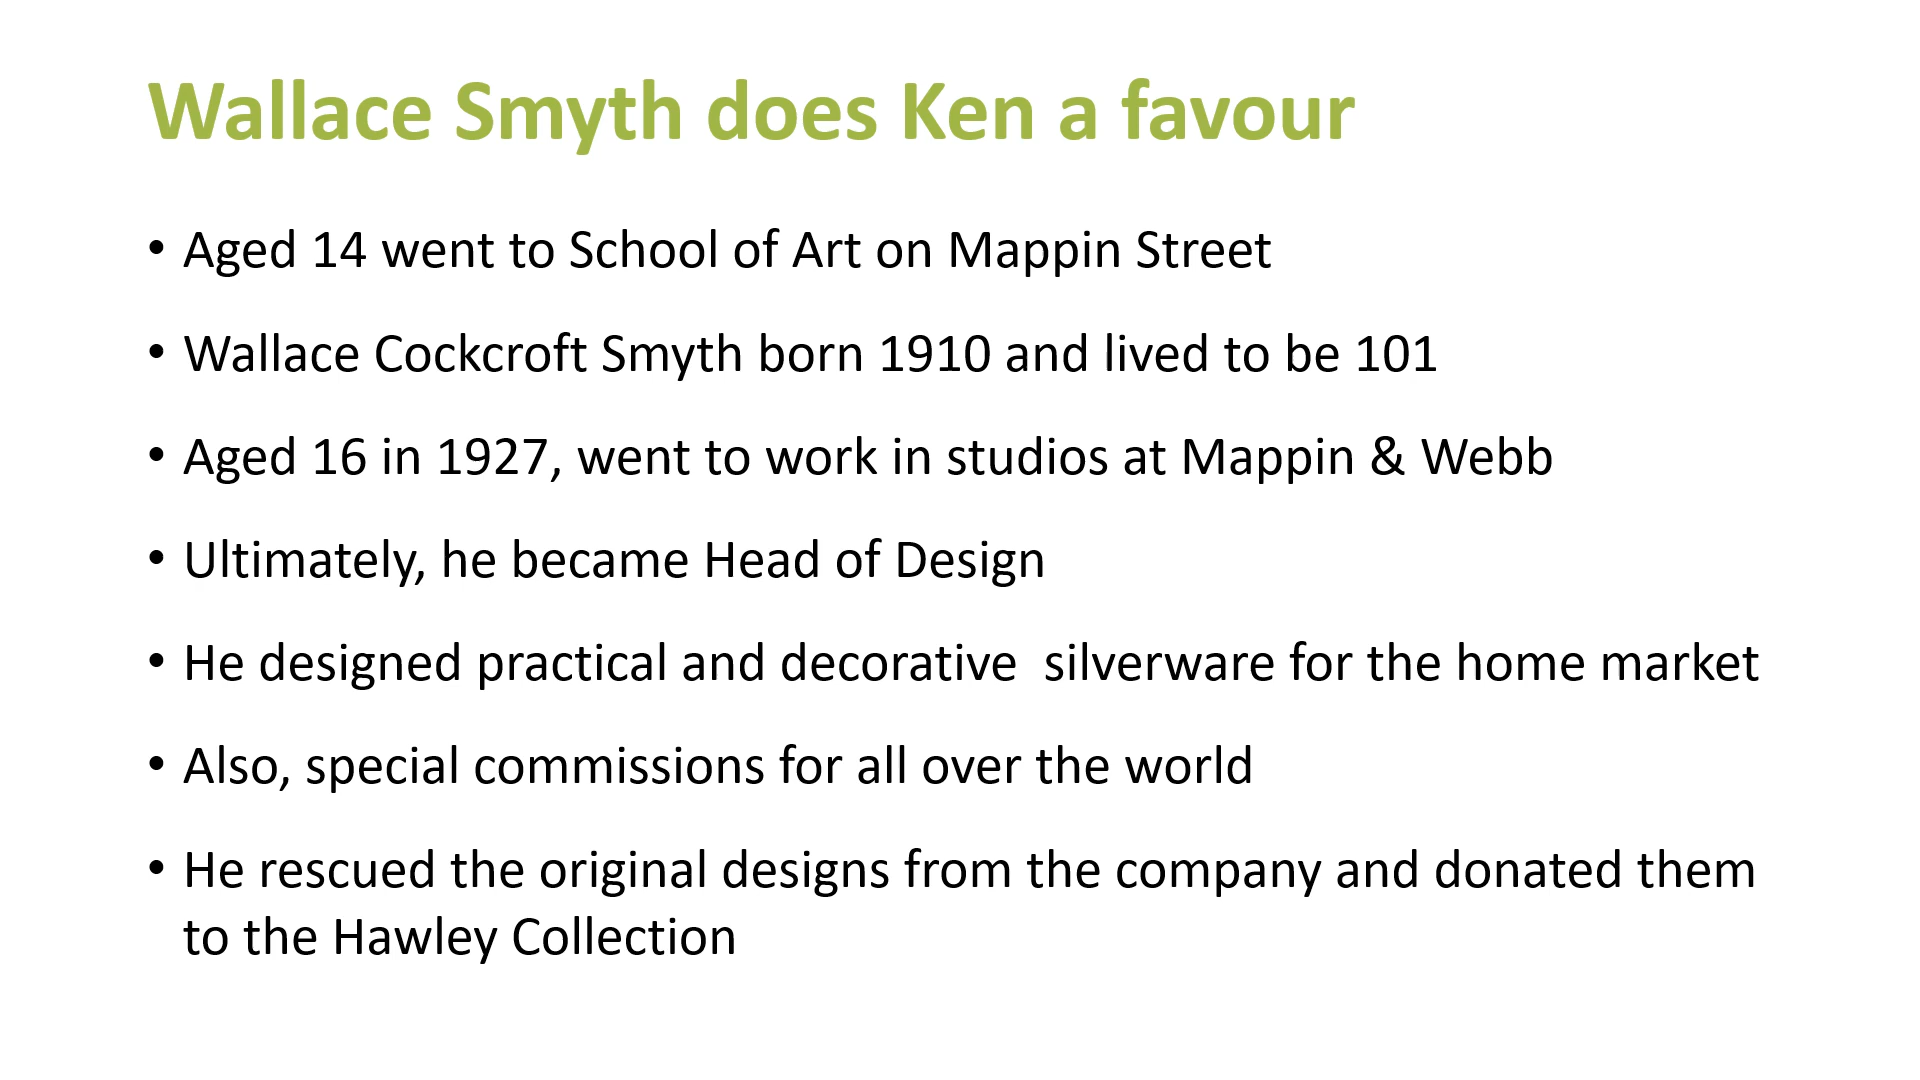 Wallace Smyth does Ken a favour
• Aged 14 went to School of Art on Mappin Street
• Wallace Cockcroft Smyth born 1910 and lived to be 101
• Aged 16 in 1927, went to work in studios at Mappin & Webb
• Ultimately, he became Head of Design
• He designed practical and decorative  silverware for the home market
• Also, special commissions for all over the world
• He rescued the original designs from the company and donated them
to the Hawley Collection